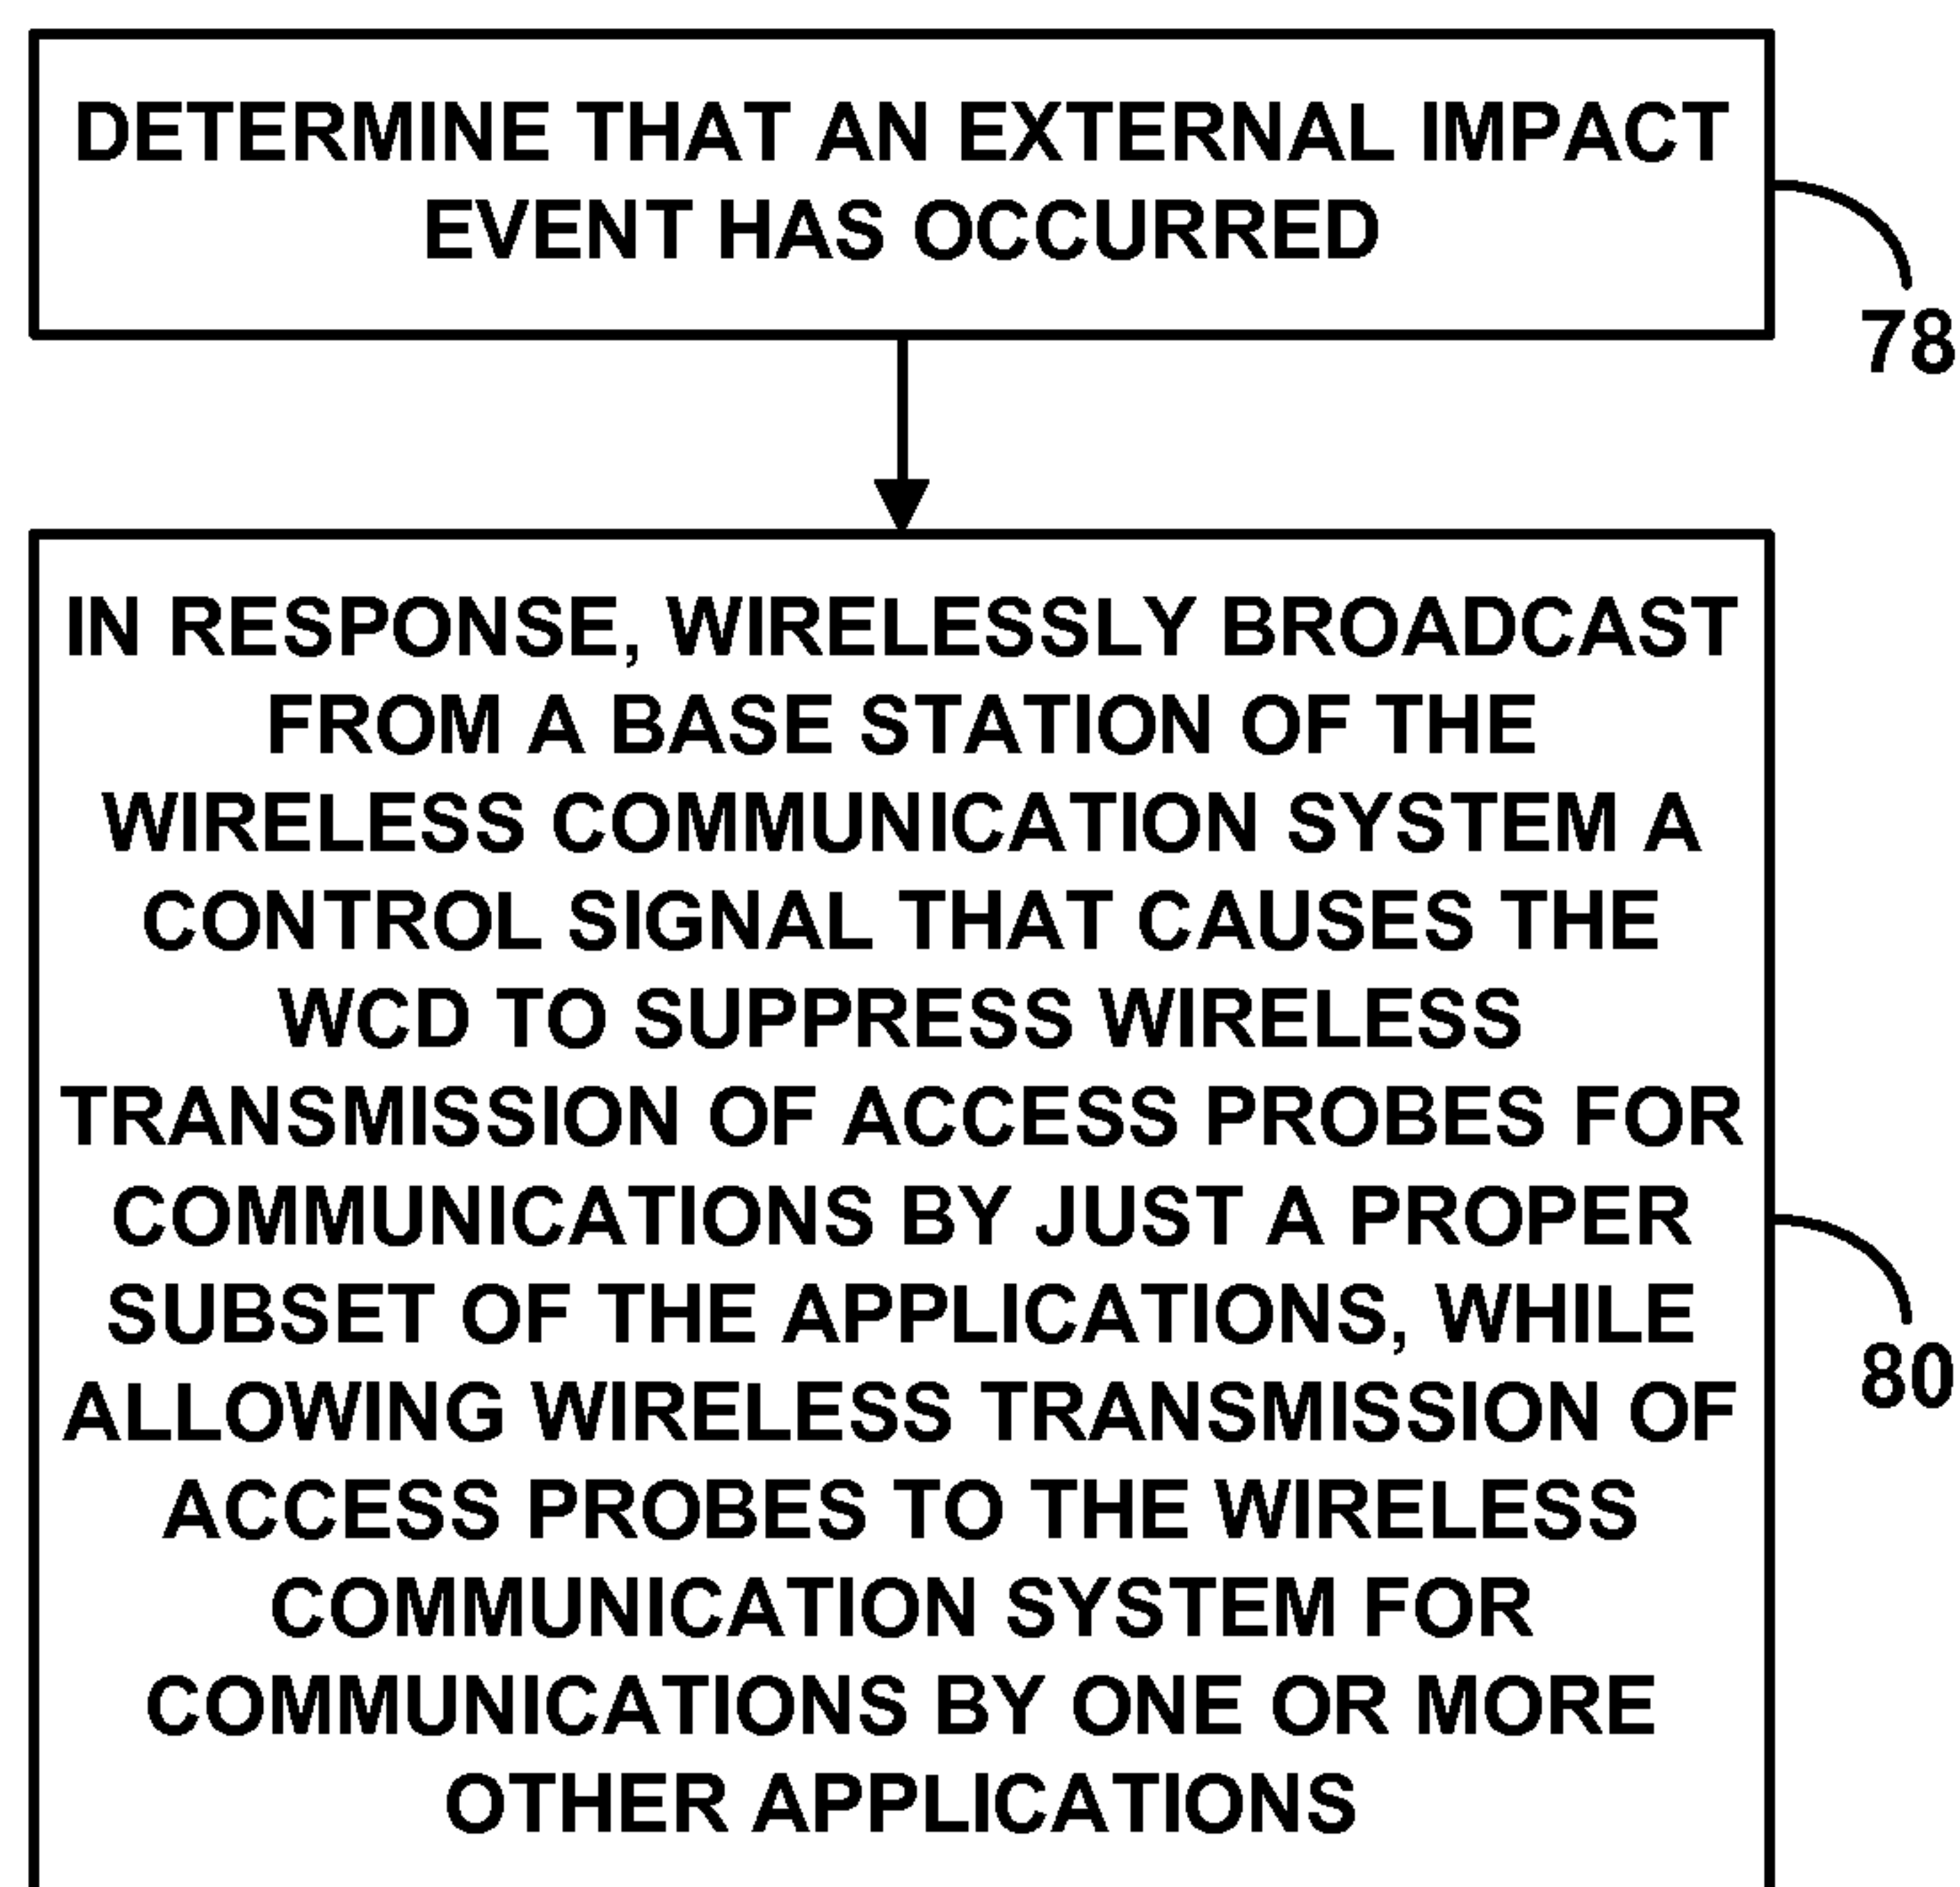 DETERMINE THAT AN EXTERNAL IMPACT
EVENT HAS OCCURRED
78
IN RESPONSE, WIRELESSLY BROADCAST
FROM A BASE STATION OF THE
WIRELESS COMMUNICATION SYSTEM A
CONTROL SIGNAL THAT CAUSES THE
WCD TO SUPPRESS WIRELESS
TRANSMISSION OF ACCESS PROBES FOR
COMMUNICATIONS BY JUST A PROPER
SUBSET OF THE APPLICATIONS, WHILE
ALLOWING WIRELESS TRANSMISSION OF
ACCESS PROBES TO THE WIRELESS
COMMUNICATION SYSTEM FOR
COMMUNICATIONS BY ONE OR MORE
OTHER APPLICATIONS
80